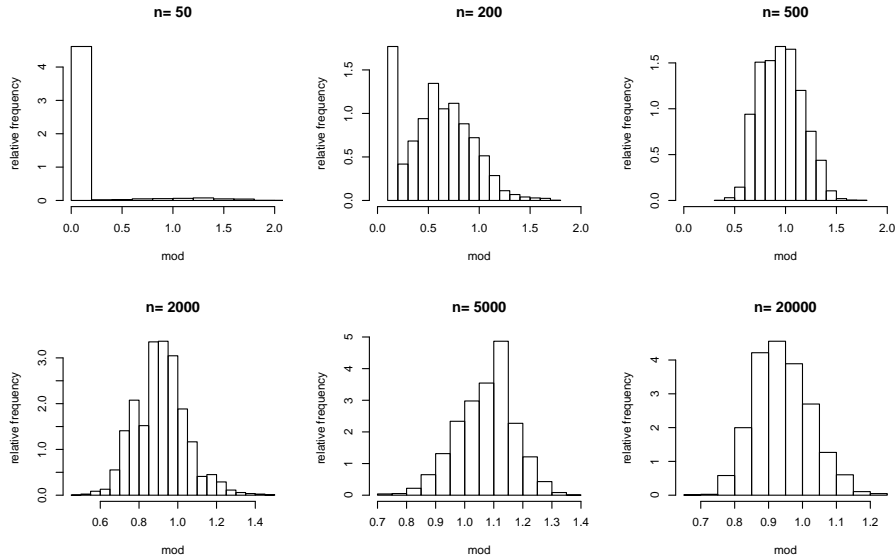 n= 50
n= 200
n= 500
relative frequency
0 1 2 3 4
0.0 0.5 1.0 1.5 2.0
mod
relative frequency
0.0 0.5 1.0 1.5
0.0 0.5 1.0 1.5 2.0
mod
relative frequency
0.0 0.5 1.0 1.5
0.0 0.5 1.0 1.5 2.0
mod
n= 2000
n= 5000
n= 20000
relative frequency
0.0 1.0 2.0 3.0
0.6 0.8 1.0 1.2 1.4
mod
relative frequency
0 1 2 3 4 5
0.7 0.8 0.9 1.0 1.1 1.2 1.3 1.4
mod
relative frequency
0 1 2 3 4
0.7 0.8 0.9 1.0 1.1 1.2
mod